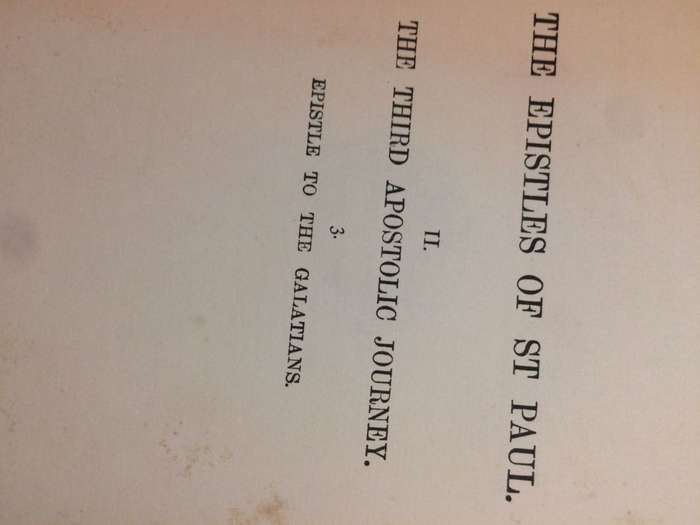 THE EPISTLES OF ST PAUL.
II.
THE THIRD APOSTOLIC JOURNEY.
3.
EPISTLE TO THE GALATIANS.